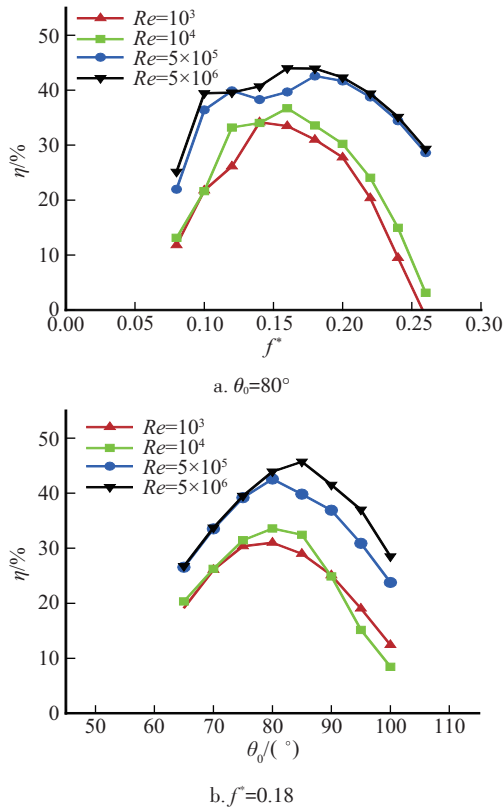 Re=10³
Re=10⁴
Re=5×10⁵
Re=5×10⁶
50
40
30
20
10
0
η/%
0.00 0.05 0.10 0.15 0.20 0.25 0.30
f*
a. θ₀=80°
Re=10³
Re=10⁴
Re=5×10⁵
Re=5×10⁶
50
40
30
20
10
0
η/%
50 60 70 80 90 100 110
θ₀/(°)
b. f*=0.18